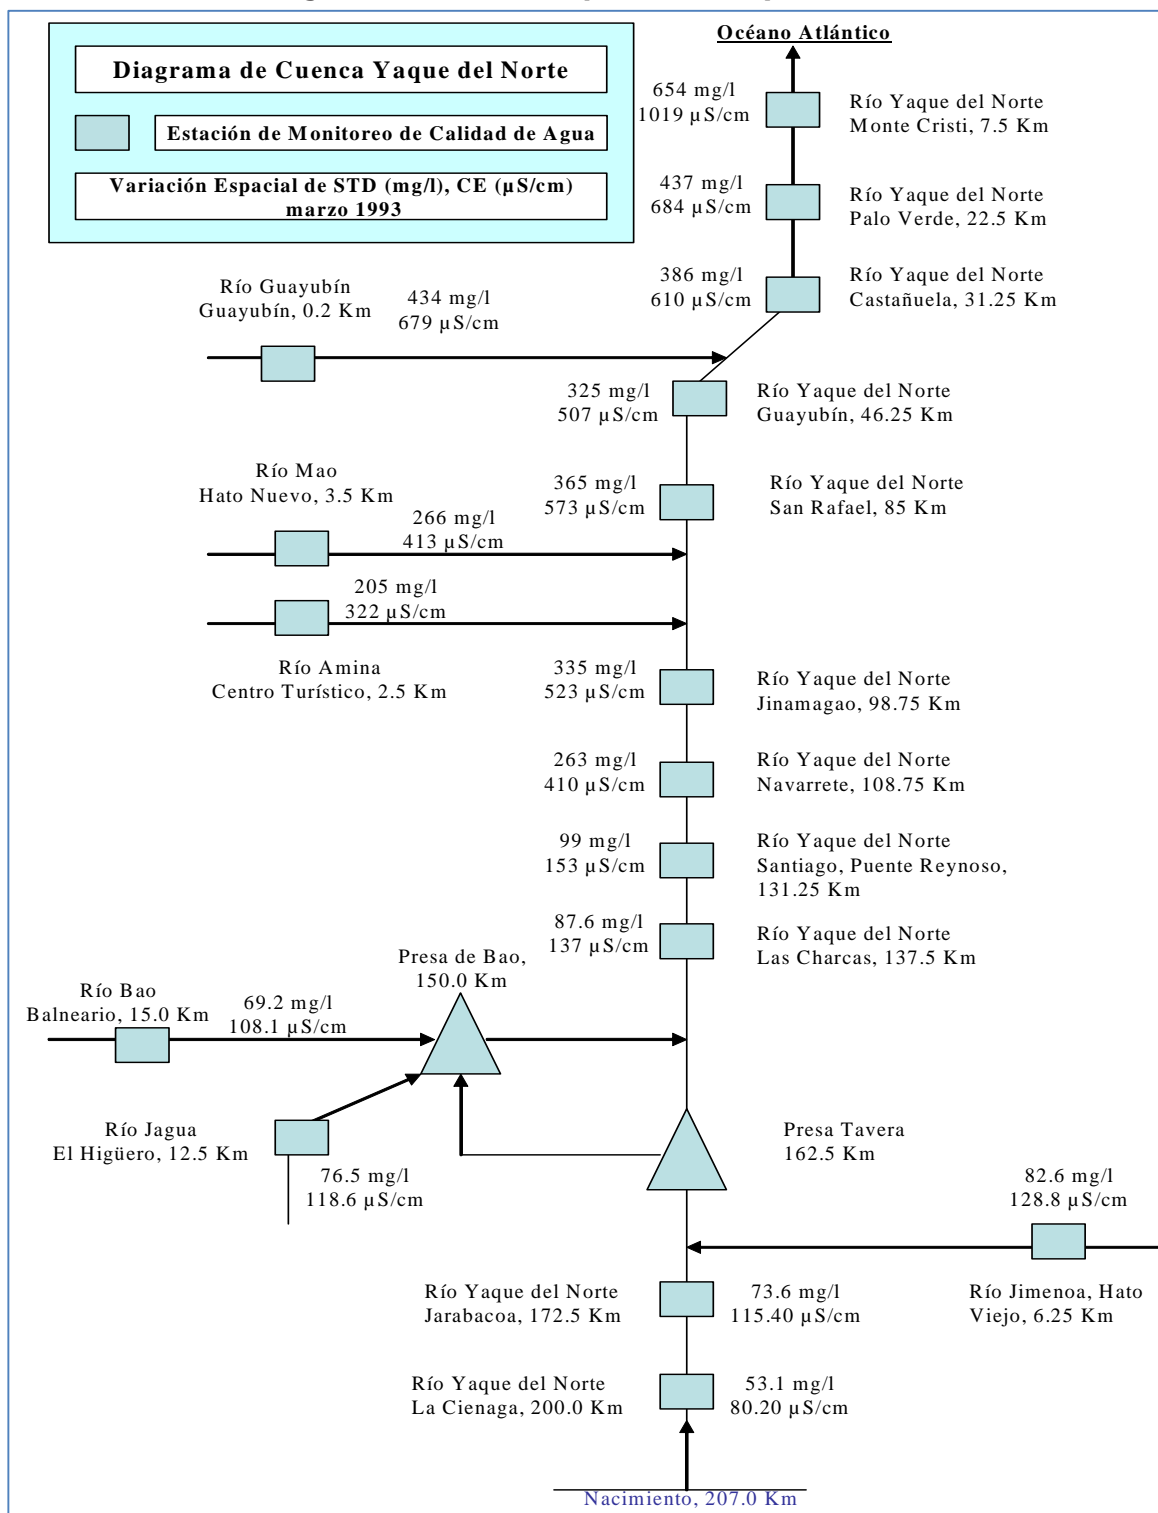 Océano Atlántico
Diagrama de Cuenca Yaque del Norte
Estación de Monitoreo de Calidad de Agua
Variación Espacial de STD (mg/l), CE (µS/cm)
marzo 1993
654 mg/l
1019 µS/cm
Río Yaque del Norte
Monte Cristi, 7.5 Km
437 mg/l
684 µS/cm
Río Yaque del Norte
Palo Verde, 22.5 Km
386 mg/l
610 µS/cm
Río Yaque del Norte
Castañuela, 31.25 Km
Río Guayubín
Guayubín, 0.2 Km
434 mg/l
679 µS/cm
325 mg/l
507 µS/cm
Río Yaque del Norte
Guayubín, 46.25 Km
Río Mao
Hato Nuevo, 3.5 Km
365 mg/l
573 µS/cm
Río Yaque del Norte
San Rafael, 85 Km
266 mg/l
413 µS/cm
205 mg/l
322 µS/cm
Río Amina
Centro Turístico, 2.5 Km
335 mg/l
523 µS/cm
Río Yaque del Norte
Jinamagao, 98.75 Km
263 mg/l
410 µS/cm
Río Yaque del Norte
Navarrete, 108.75 Km
99 mg/l
153 µS/cm
Río Yaque del Norte
Santiago, Puente Reynoso,
131.25 Km
87.6 mg/l
137 µS/cm
Río Yaque del Norte
Las Charcas, 137.5 Km
Presa de Bao,
150.0 Km
Río Bao
Balneario, 15.0 Km
69.2 mg/l
108.1 µS/cm
Río Jagua
El Higüero, 12.5 Km
76.5 mg/l
118.6 µS/cm
Presa Tavera
162.5 Km
82.6 mg/l
128.8 µS/cm
Río Jimenoa, Hato
Viejo, 6.25 Km
Río Yaque del Norte
Jarabacoa, 172.5 Km
73.6 mg/l
115.40 µS/cm
Río Yaque del Norte
La Cienaga, 200.0 Km
53.1 mg/l
80.20 µS/cm
Nacimiento, 207.0 Km